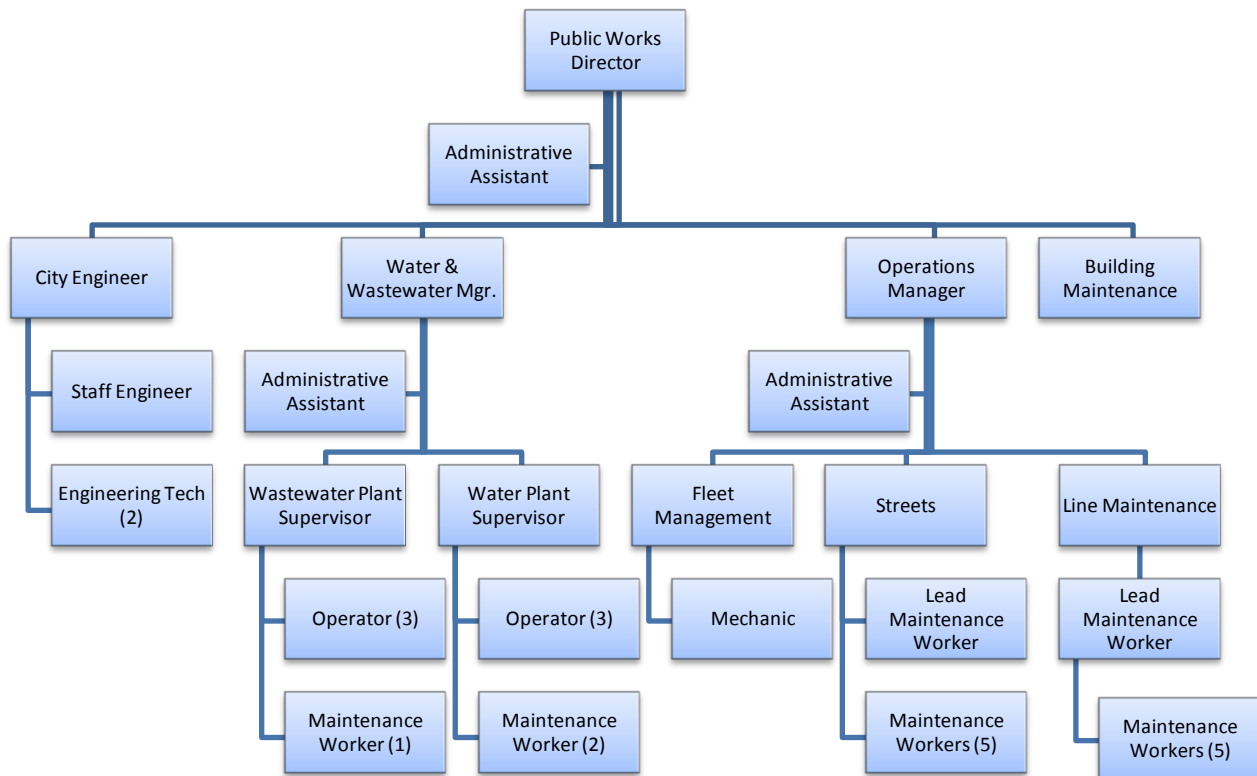 Public Works
Director
Administrative
Assistant
City Engineer
Water &
Wastewater Mgr.
Operations
Manager
Building
Maintenance
Staff Engineer
Engineering Tech
(2)
Administrative
Assistant
Wastewater Plant
Supervisor
Operator (3)
Maintenance
Worker (1)
Water Plant
Supervisor
Operator (3)
Maintenance
Worker (2)
Administrative
Assistant
Fleet
Management
Mechanic
Streets
Lead
Maintenance
Worker
Maintenance
Workers (5)
Line Maintenance
Lead
Maintenance
Worker
Maintenance
Workers (5)